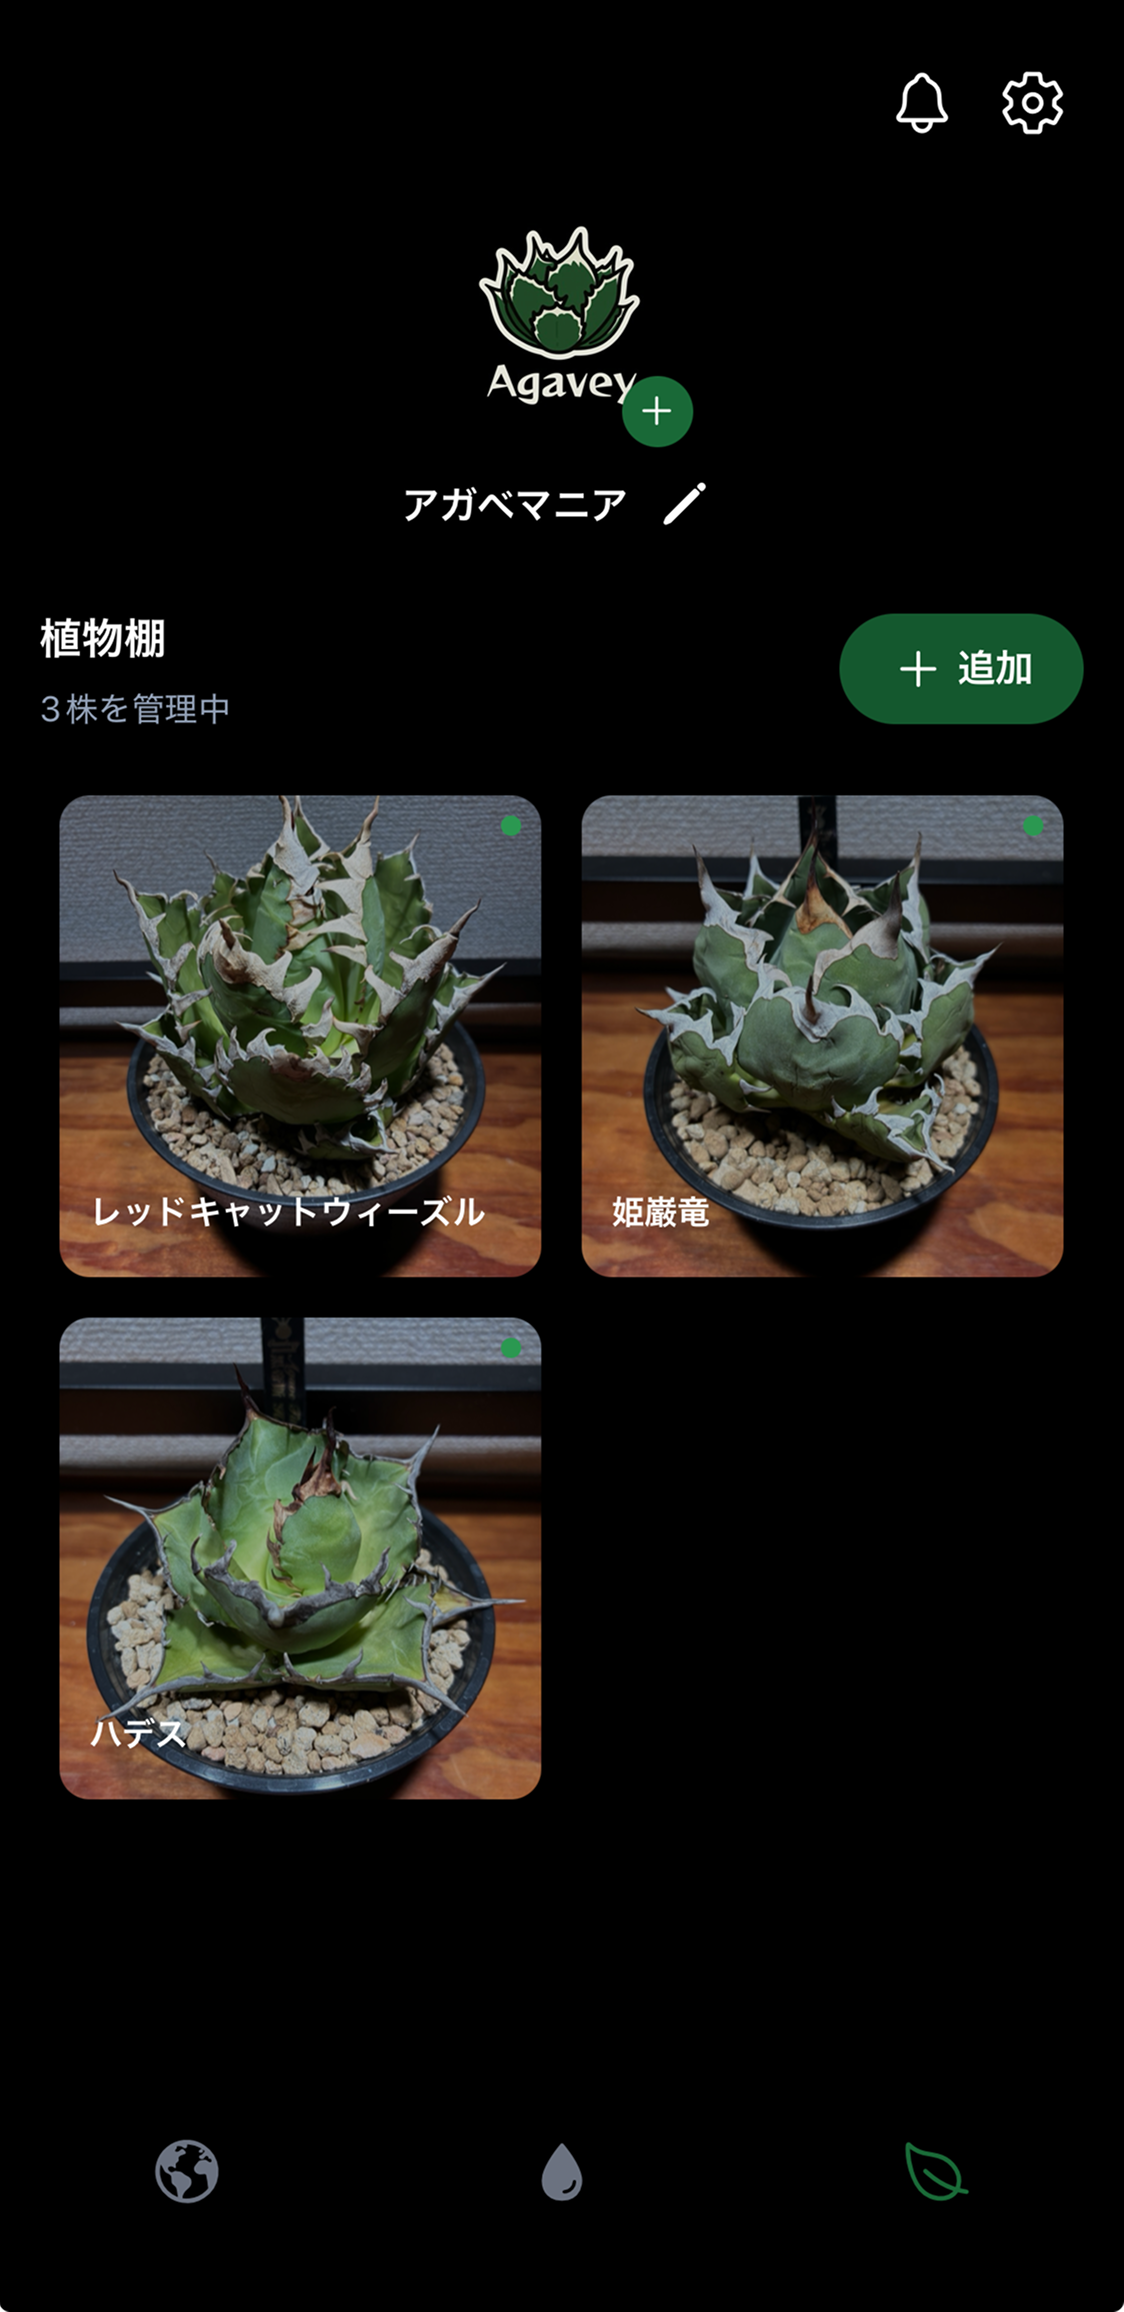 Agavey
アガベマニア
植物棚
3株を管理中
追加
レッドキャットウィーズル
姫巌竜
ハデス